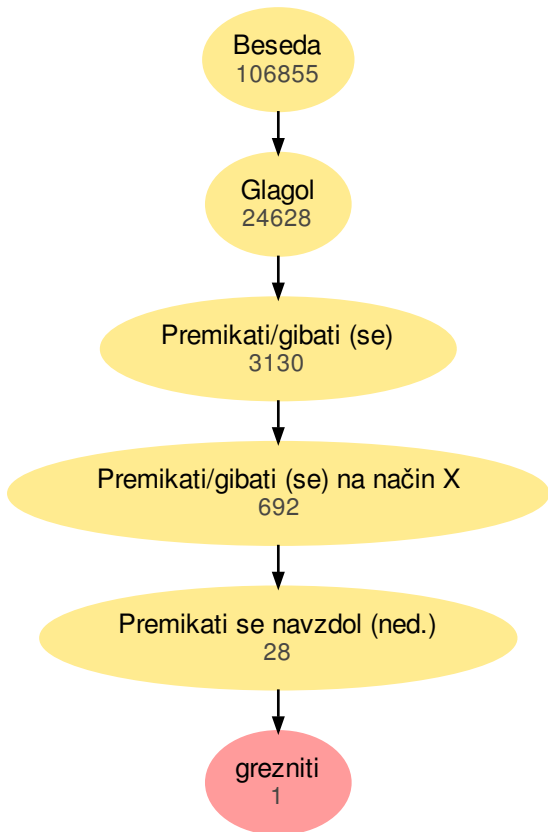 Beseda
106855
Glagol
24628
Premikati/gibati (se)
3130
Premikati/gibati (se) na način X
692
Premikati se navzdol (ned.)
28
grezniti
1